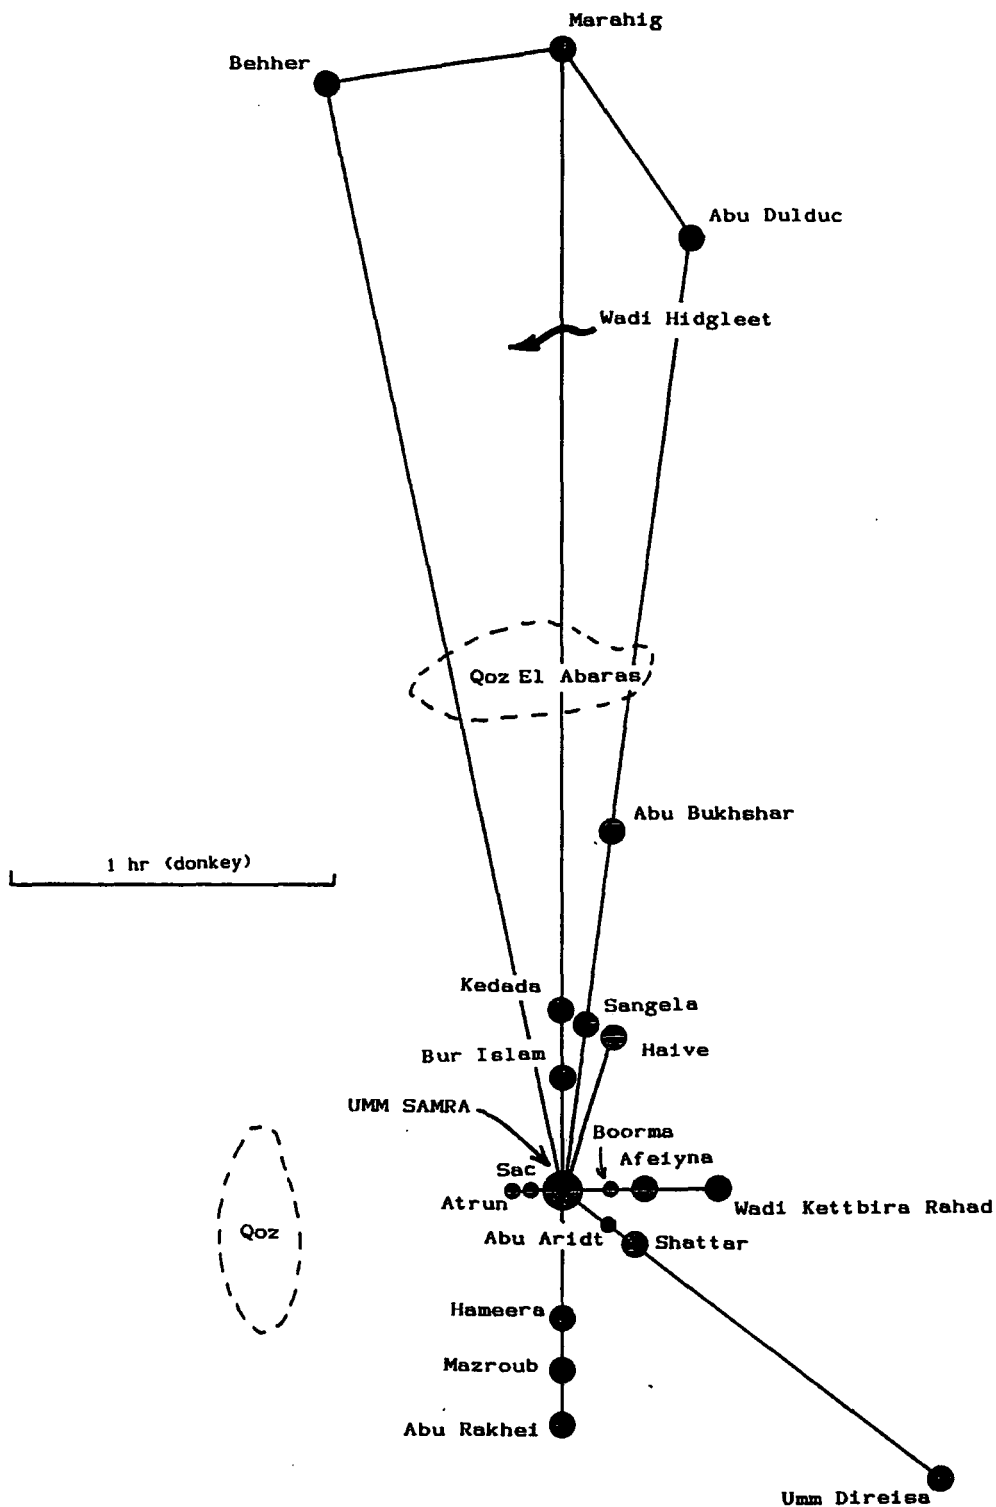 Marahig
Behher
Abu Dulduc
Wadi Hidgleet
Qoz El Abaras
Abu Bukhshar
1 hr (donkey)
Kedada
Sangela
Haive
Bur Islam
UMM SAMRA
Boorma
Afeiyna
Sac
Atrun
Wadi Kettbira Rahad
Qoz
Abu Aridt
Shattar
Hameera
Mazroub
Abu Rakhei
Umm Direisa